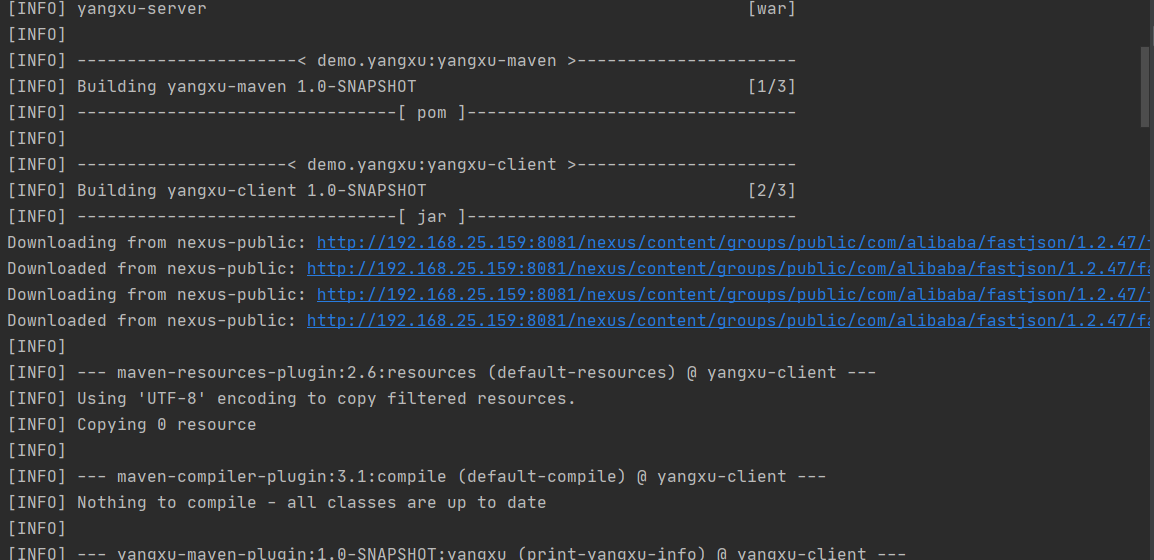 [INFO] yangxu-server                                                      [war]
[INFO]
[INFO] ----------------------< demo.yangxu:yangxu-maven >----------------------
[INFO] Building yangxu-maven 1.0-SNAPSHOT                                 [1/3]
[INFO] --------------------------------[ pom ]---------------------------------
[INFO]
[INFO] ---------------------< demo.yangxu:yangxu-client >-----------------------
[INFO] Building yangxu-client 1.0-SNAPSHOT                                [2/3]
[INFO] --------------------------------[ jar ]---------------------------------
Downloading from nexus-public: http://192.168.25.159:8081/nexus/content/groups/public/com/alibaba/fastjson/1.2.47/
Downloaded from nexus-public: http://192.168.25.159:8081/nexus/content/groups/public/com/alibaba/fastjson/1.2.47/fa
Downloading from nexus-public: http://192.168.25.159:8081/nexus/content/groups/public/com/alibaba/fastjson/1.2.47/
Downloaded from nexus-public: http://192.168.25.159:8081/nexus/content/groups/public/com/alibaba/fastjson/1.2.47/fa
[INFO]
[INFO] --- maven-resources-plugin:2.6:resources (default-resources) @ yangxu-client ---
[INFO] Using 'UTF-8' encoding to copy filtered resources.
[INFO] Copying 0 resource
[INFO]
[INFO] --- maven-compiler-plugin:3.1:compile (default-compile) @ yangxu-client ---
[INFO] Nothing to compile - all classes are up to date
[INFO]
[INFO] --- yangxu-maven-plugin:1.0-SNAPSHOT:yangxu (print-yangxu-info) @ yangxu-client ---